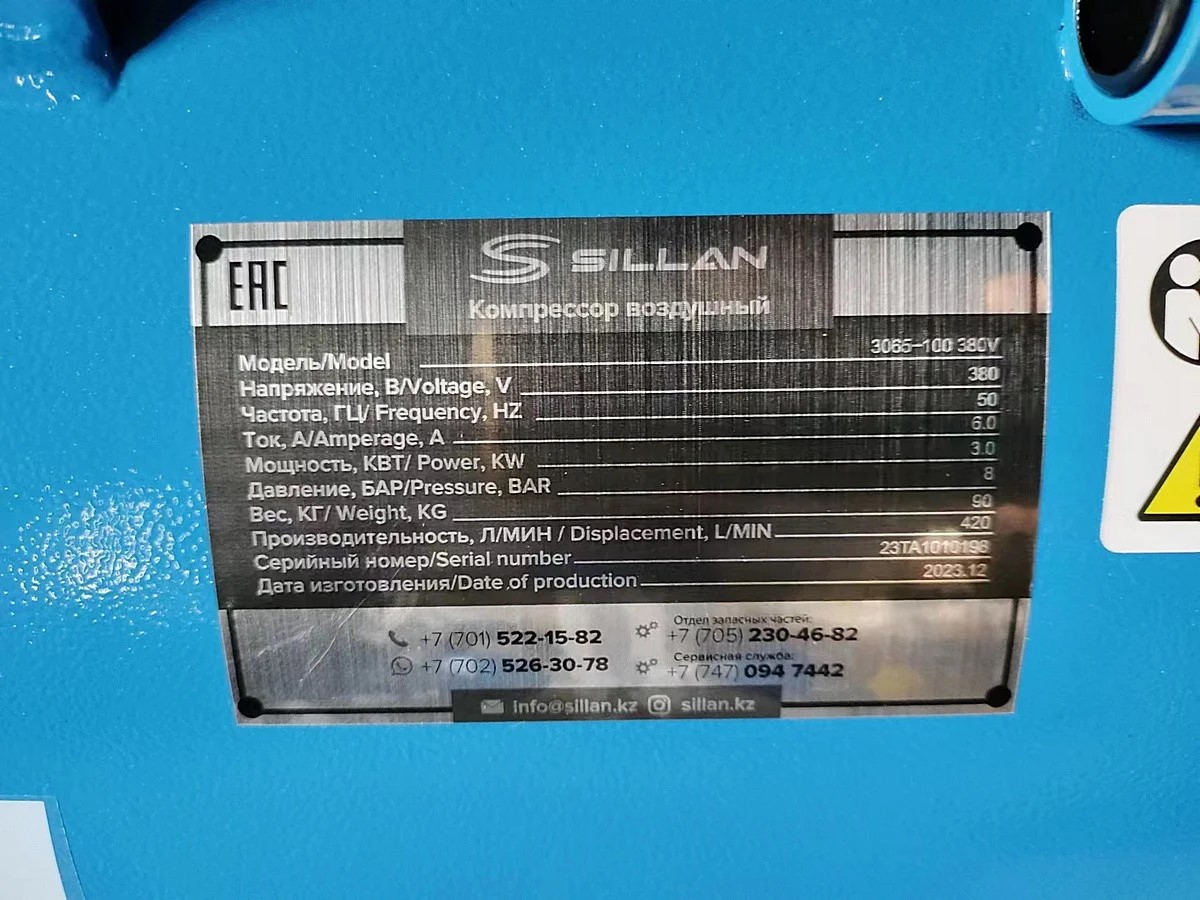 EAC
SILLAN
Компрессор воздушный
Модель/Model 3065-100 380V
Напряжение, В/Voltage, V 380
Частота, ГЦ/ Frequency, HZ 50
Ток, А/Amperage, A 6.0
Мощность, КВТ/ Power, KW 3.0
Давление, БАР/Pressure, BAR 8
Вес, КГ/ Weight, KG 90
Производительность, Л/МИН / Displacement, L/MIN 420
Серийный номер/Serial number 23TA1010198
Дата изготовления/Date of production 2023.12
+7 (701) 522-15-82
+7 (702) 526-30-78
Отдел запасных частей:
+7 (705) 230-46-82
Сервисная служба:
+7 (747) 094 7442
info@sillan.kz sillan.kz